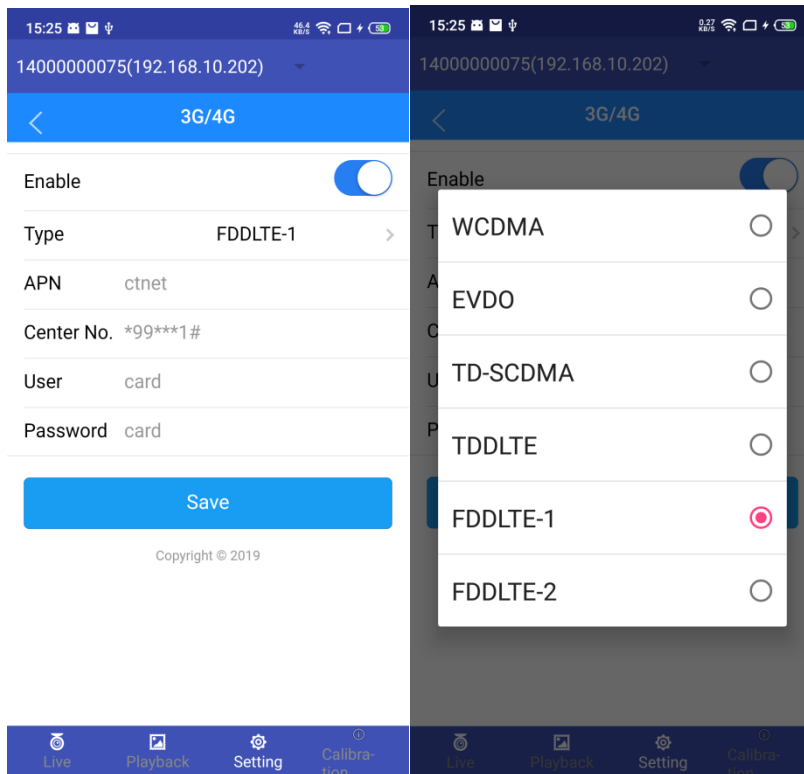 15:25
46.4 KB/S
53
14000000075(192.168.10.202)
3G/4G
Enable
Type FDDLTE-1
APN ctnet
Center No. *99***1#
User card
Password card
Save
Copyright © 2019
Live Playback Setting Calibra-
tion
15:25
0.27 KB/S
53
14000000075(192.168.10.202)
3G/4G
Enable
WCDMA
EVDO
TD-SCDMA
TDDLTE
FDDLTE-1
FDDLTE-2
Live Playback Setting Calibra-
tion